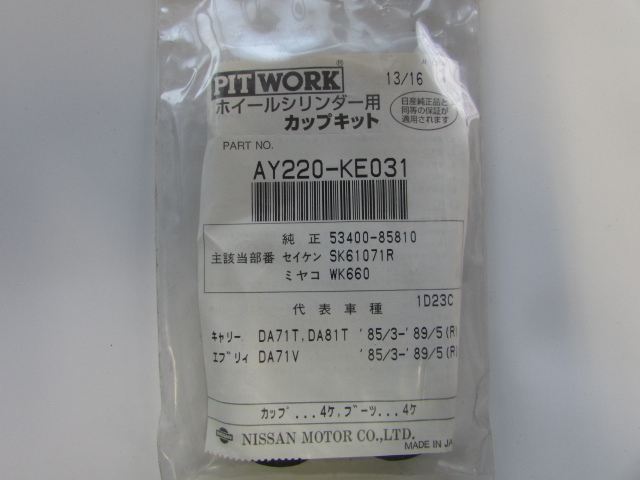 PITWORK®
13/16
ホイールシリンダー用
カップキット
日産純正品と
同等の保証が
適用されます
PART NO.
AY220-KE031
純正 53400-85810
主該当部番 セイケン SK61071R
ミヤコ WK660
代表車種 1D23C
キャリー DA71T,DA81T '85/3-'89/5(R)
エブリィ DA71V '85/3-'89/5(R)
カップ...4ケ,ブーツ...4ケ
NISSAN MOTOR CO.,LTD.
MADE IN JA